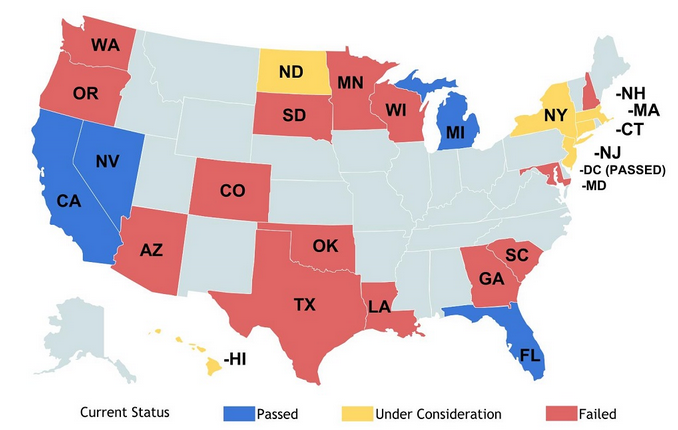 WA
OR
CA
NV
AZ
CO
ND
SD
MN
WI
MI
OK
TX
LA
GA
SC
FL
NY
-NH
-MA
-CT
-NJ
-DC (PASSED)
-MD
-HI
Current Status
Passed
Under Consideration
Failed